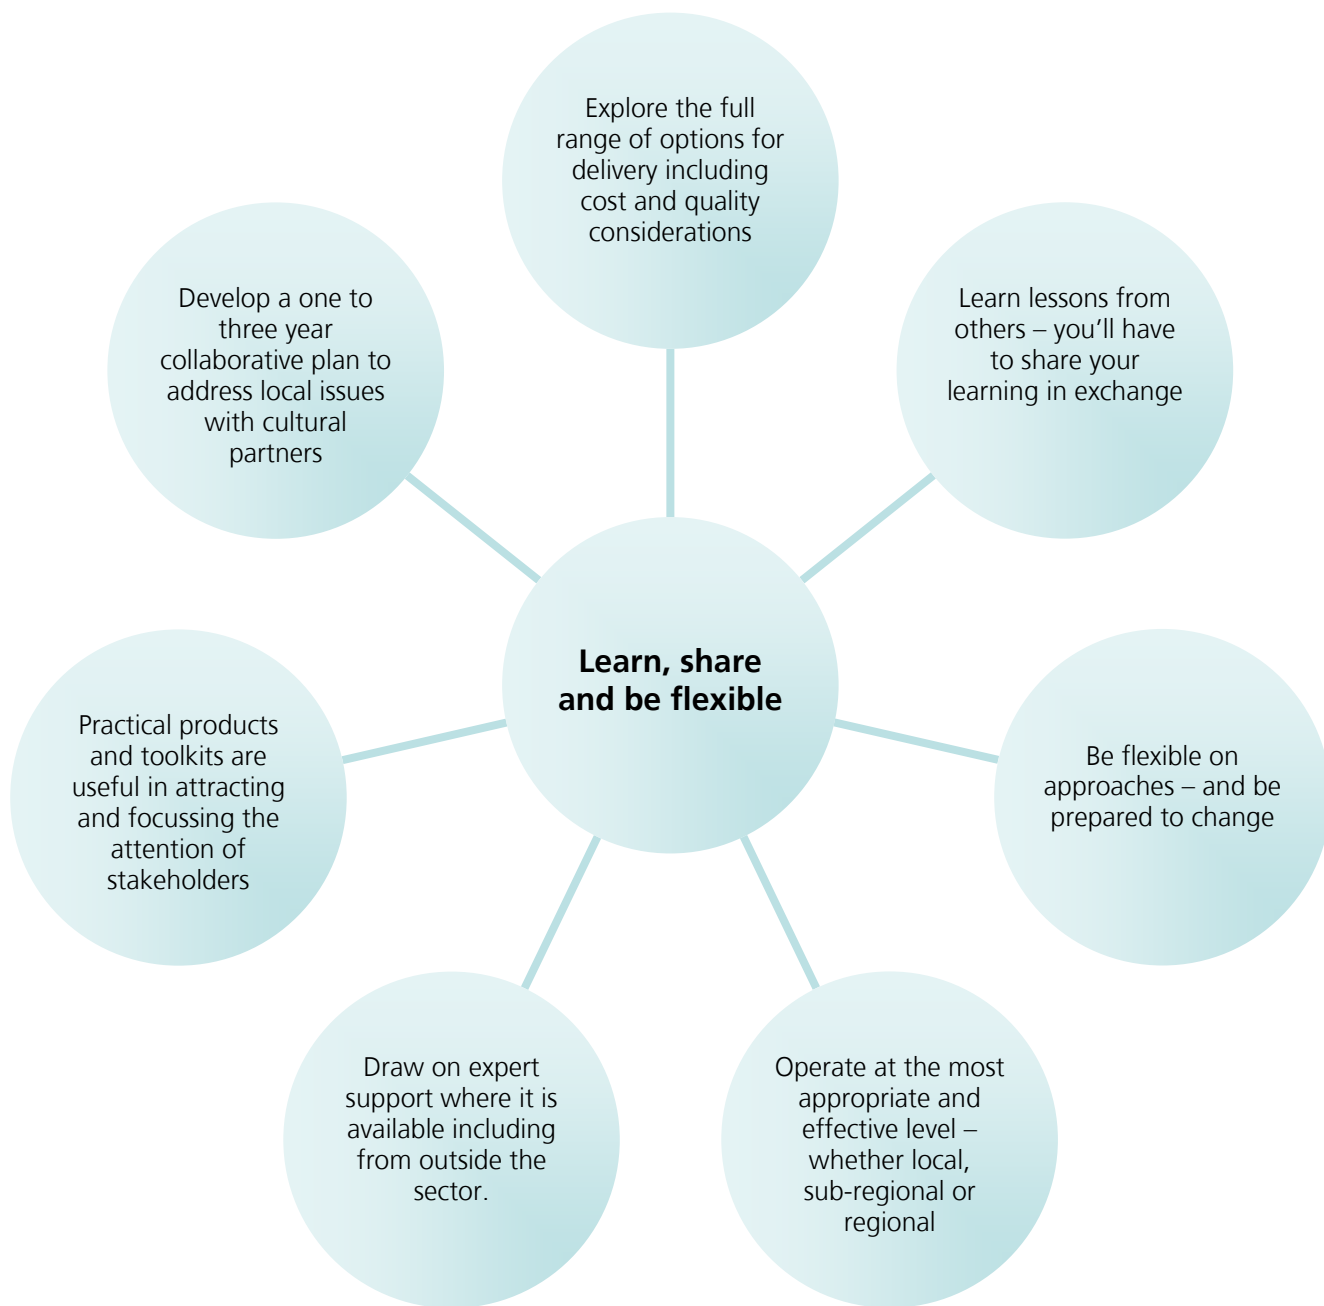 Explore the full
range of options for
delivery including
cost and quality
considerations
Develop a one to
three year
collaborative plan to
address local issues
with cultural
partners
Learn lessons from
others – you’ll have
to share your
learning in exchange
Learn, share
and be flexible
Practical products
and toolkits are
useful in attracting
and focussing the
attention of
stakeholders
Be flexible on
approaches – and be
prepared to change
Draw on expert
support where it is
available including
from outside the
sector.
Operate at the most
appropriate and
effective level –
whether local,
sub-regional or
regional